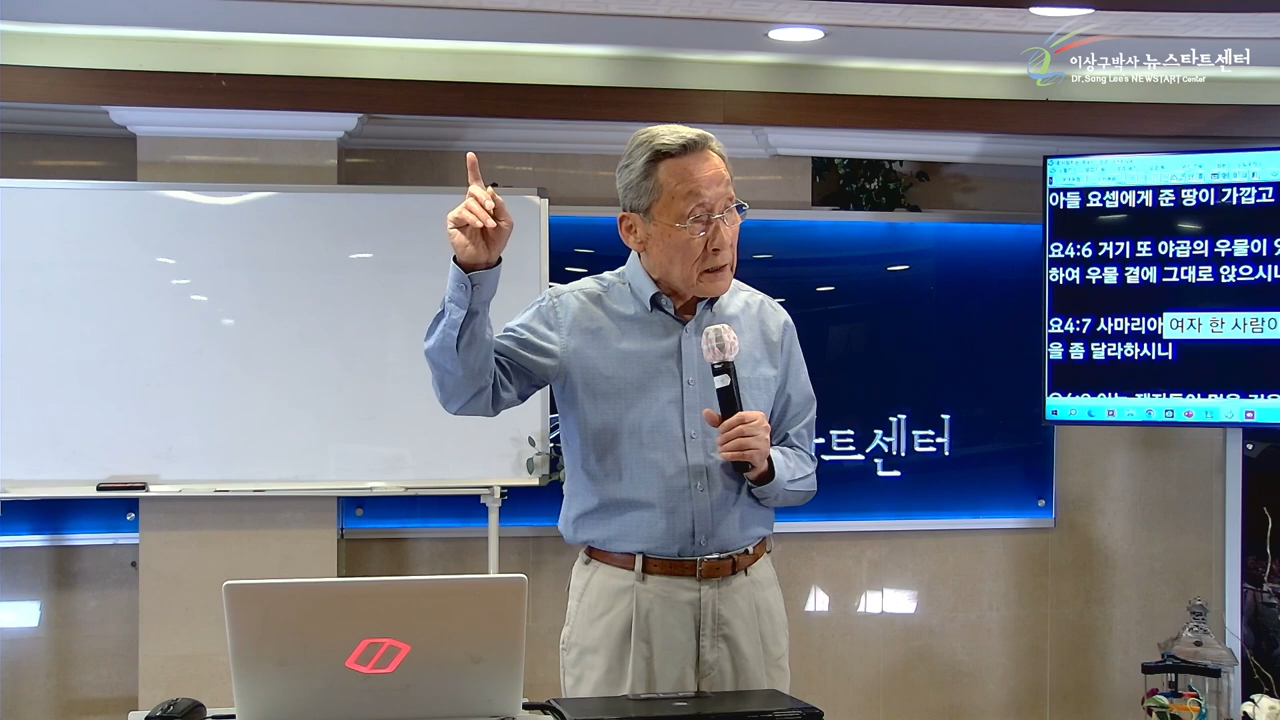 이상구박사 뉴스타트센터
Dr.Sang Lee's NEWSTART Center
아들 요셉에게 준 땅이 가깝고
요4:6 거기 또 야곱의 우물이
하여 우물 곁에 그대로 앉으시니
요4:7 사마리아 여자 한 사람이
을 좀 달라하시니
타트센터